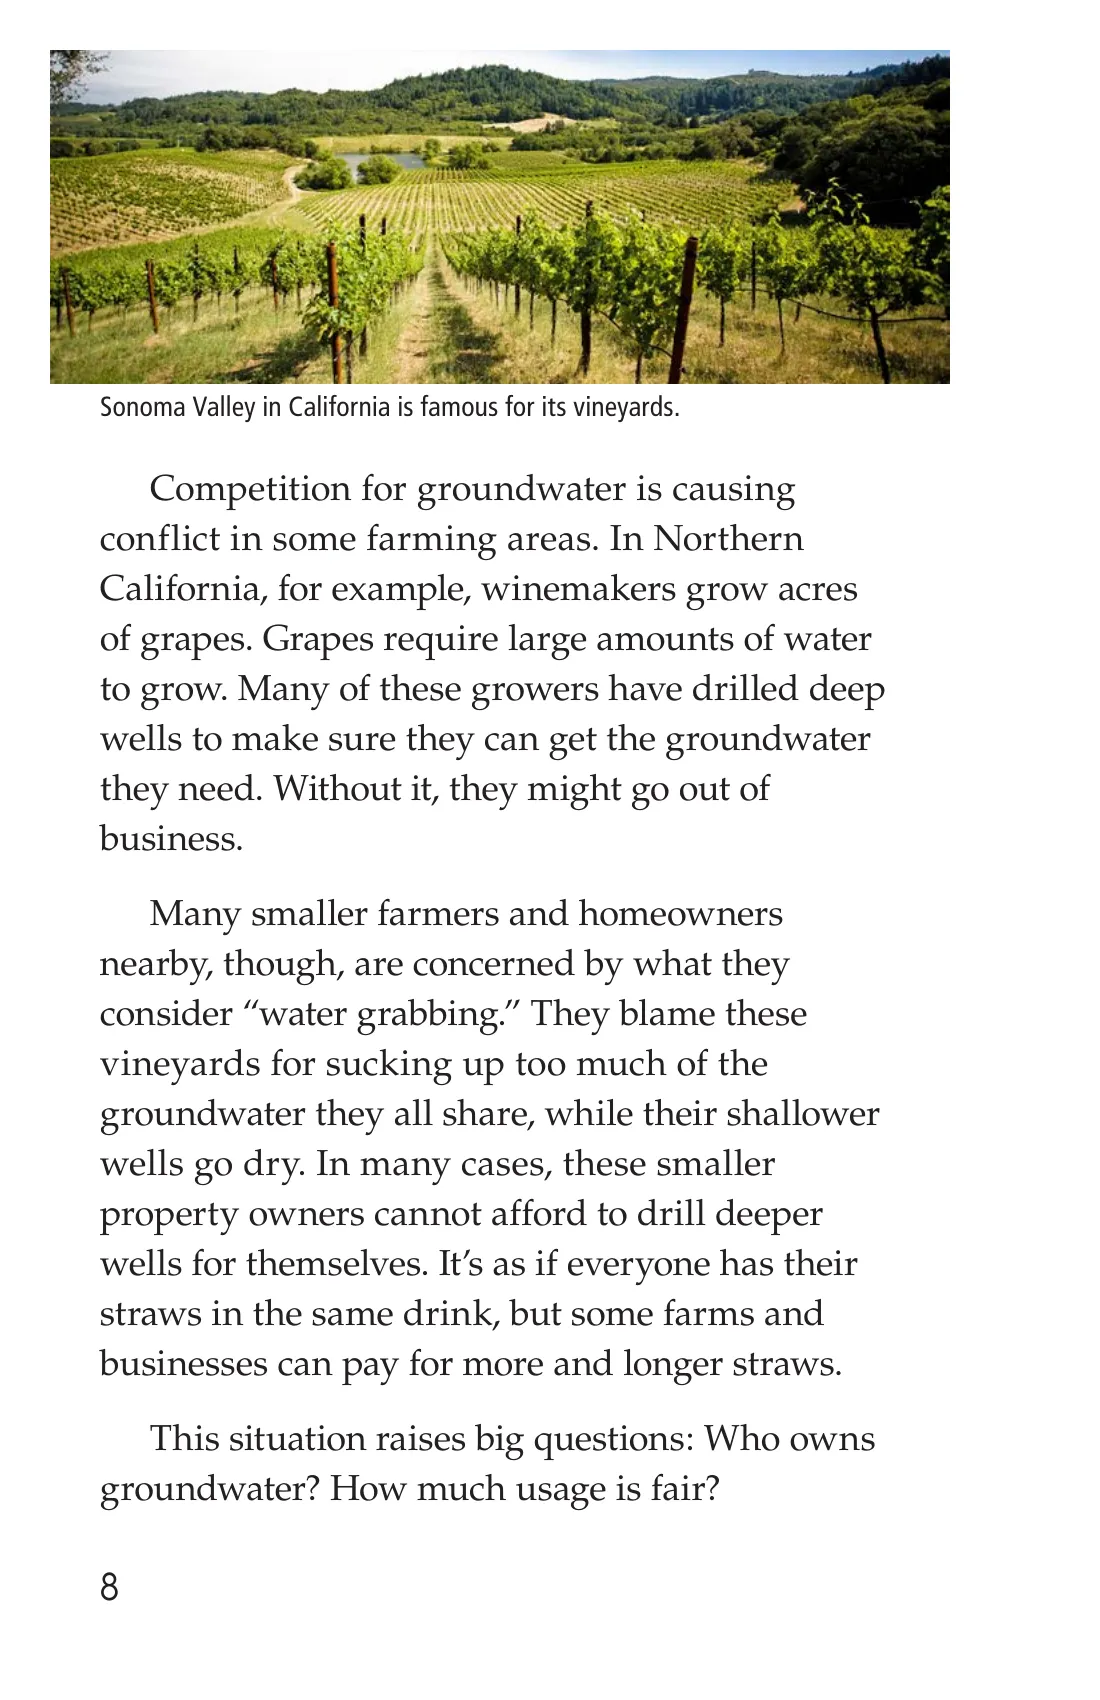 Sonoma Valley in California is famous for its vineyards.
Competition for groundwater is causing
conflict in some farming areas. In Northern
California, for example, winemakers grow acres
of grapes. Grapes require large amounts of water
to grow. Many of these growers have drilled deep
wells to make sure they can get the groundwater
they need. Without it, they might go out of
business.
Many smaller farmers and homeowners
nearby, though, are concerned by what they
consider “water grabbing.” They blame these
vineyards for sucking up too much of the
groundwater they all share, while their shallower
wells go dry. In many cases, these smaller
property owners cannot afford to drill deeper
wells for themselves. It’s as if everyone has their
straws in the same drink, but some farms and
businesses can pay for more and longer straws.
This situation raises big questions: Who owns
groundwater? How much usage is fair?
8